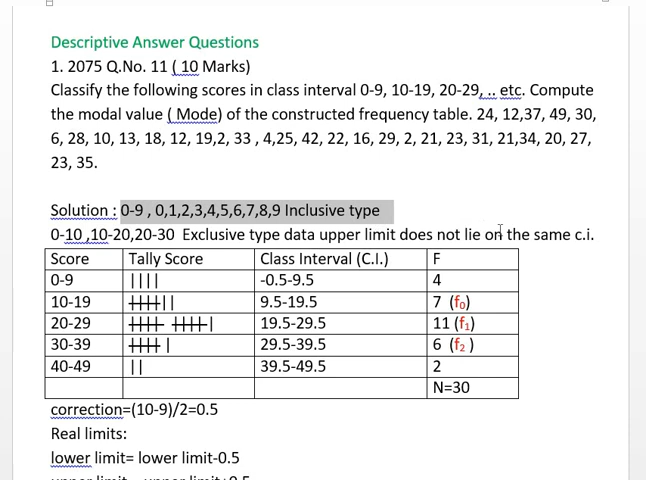 Descriptive Answer Questions
1. 2075 Q.No. 11 ( 10 Marks)
Classify the following scores in class interval 0-9, 10-19, 20-29, .. etc. Compute
the modal value ( Mode) of the constructed frequency table. 24, 12,37, 49, 30,
6, 28, 10, 13, 18, 12, 19,2, 33 , 4,25, 42, 22, 16, 29, 2, 21, 23, 31, 21,34, 20, 27,
23, 35.
Solution : 0-9 , 0,1,2,3,4,5,6,7,8,9 Inclusive type
0-10 ,10-20,20-30 Exclusive type data upper limit does not lie on the same c.i.
Score Tally Score Class Interval (C.I.) F
0-9 |||| -0.5-9.5 4
10-19 ++++|| 9.5-19.5 7 (f₀)
20-29 ++++ ++++| 19.5-29.5 11 (f₁)
30-39 ++++ | 29.5-39.5 6 (f₂ )
40-49 || 39.5-49.5 2
N=30
correction=(10-9)/2=0.5
Real limits:
lower limit= lower limit-0.5